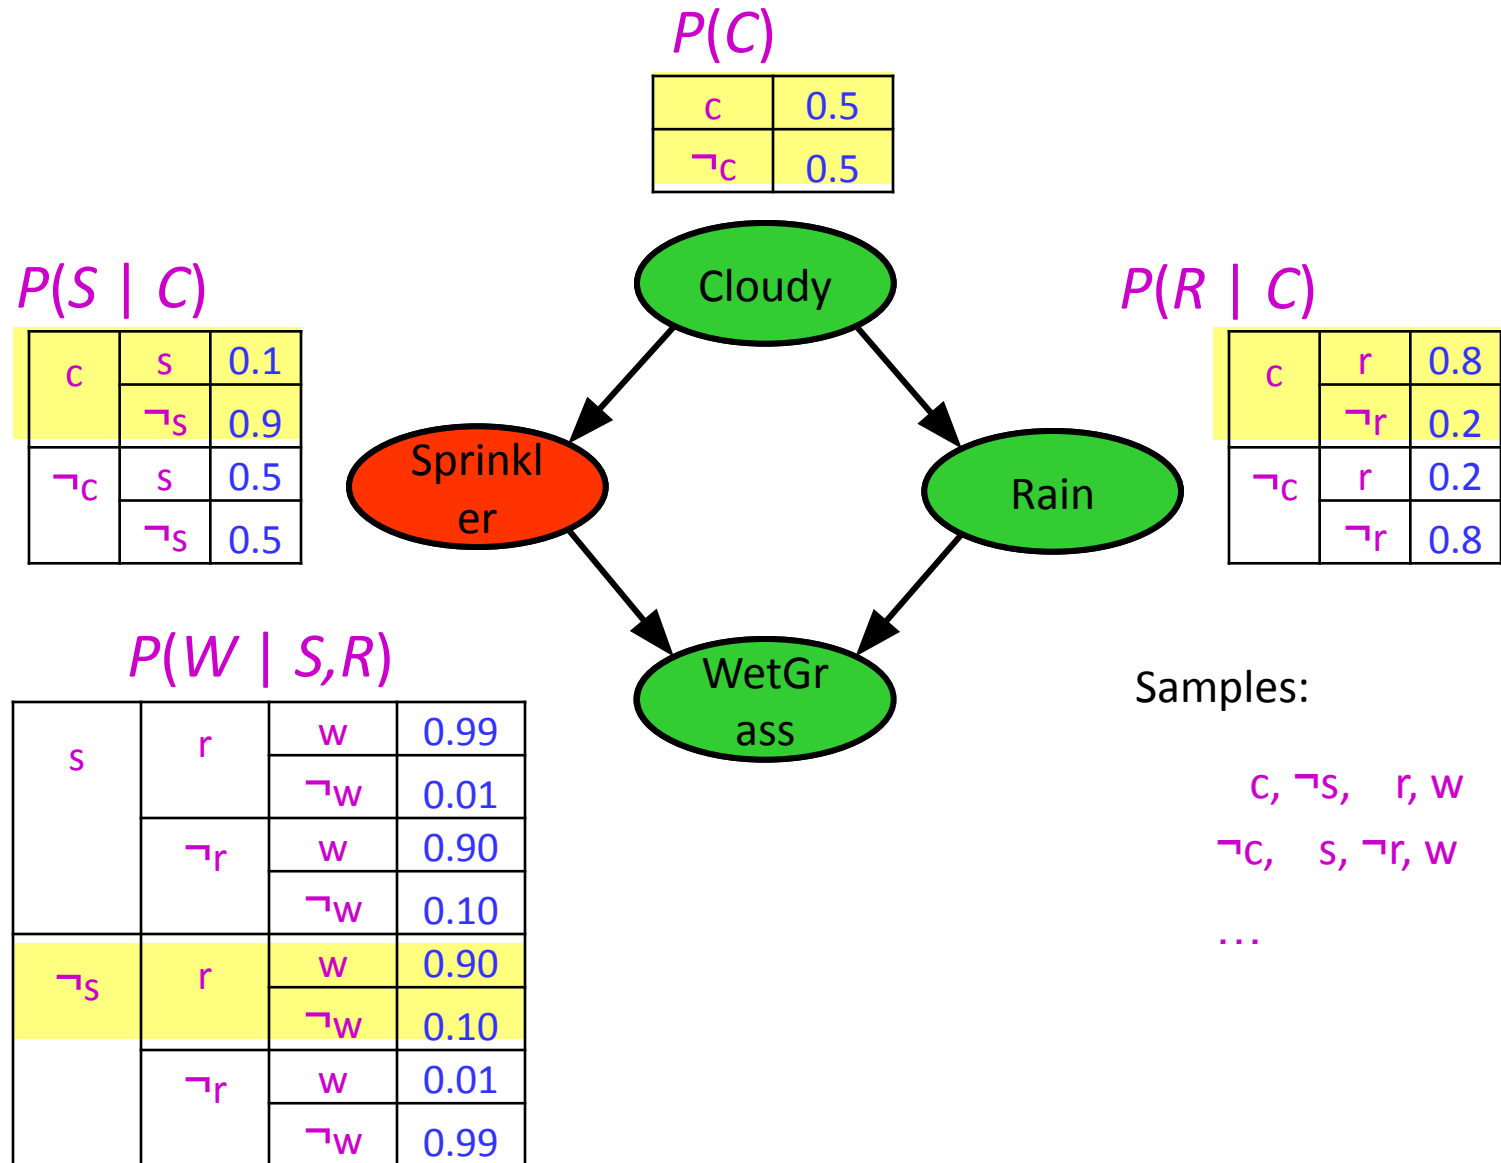 P(C)
c 0.5
¬c 0.5
Cloudy
P(S | C)
c s 0.1
¬s 0.9
¬c s 0.5
¬s 0.5
P(R | C)
c r 0.8
¬r 0.2
¬c r 0.2
¬r 0.8
Sprinkl
er
Rain
P(W | S,R)
s r w 0.99
¬w 0.01
¬r w 0.90
¬w 0.10
¬s r w 0.90
¬w 0.10
¬r w 0.01
¬w 0.99
WetGr
ass
Samples:
c, ¬s, r, w
¬c, s, ¬r, w
...